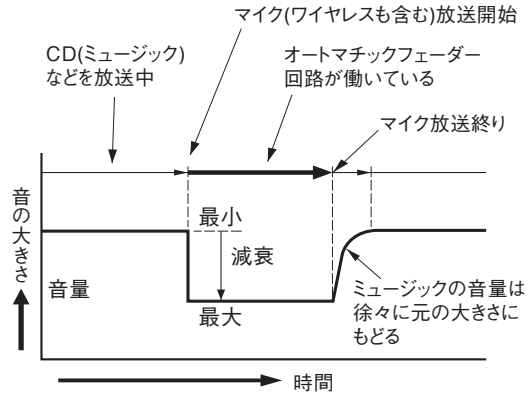 マイク(ワイヤレスも含む)放送開始
CD(ミュージック)
などを放送中
オートマチックフェーダー
回路が働いている
マイク放送終り
音の大きさ
最小
減衰
音量
最大
ミュージックの音量は
徐々に元の大きさに
もどる
時間